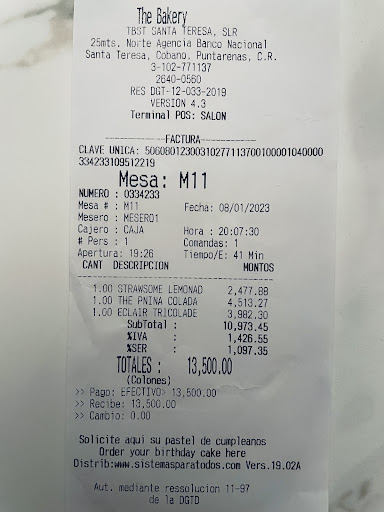 The Bakery
TBST SANTA TERESA, SLR
25mts. Norte Agencia Banco Nacional
Santa Teresa, Cobano. Puntarenas, C.R.
3-102-771137
2640-0560
RES DGT-12-033-2019
VERSION 4.3
Terminal POS: SALON
FACTURA
CLAVE UNICA: 50608012300310277113700100001040000
334233109512219
Mesa: M11
NUMERO : 0334233
Mesa # : M11 Fecha: 08/01/2023
Mesero : MESERO1
Cajero : CAJA Hora : 20:07:30
# Pers : 1 Comandas: 1
Apertura: 19:26 Tiempo/E: 41 Min
CANT DESCRIPCION MONTOS
1.00 STRAWSOME LEMONAD 2,477.88
1.00 THE PNINA COLADA 4,513.27
1.00 ECLAIR TRICOLADE 3,982.30
SubTotal : 10,973.45
%IVA : 1,426.55
%SER : 1,097.35
TOTALES : 13,500.00
(Colones)
>> Pago: EFECTIVO> 13,500.00
>> Recibe: 13,500.00
>> Cambio: 0.00
Solicite aqui su pastel de cumpleanos
Order your birthday cake here
Distrib:www.sistemasparatodos.com Vers.19.02A
Aut. mediante ressolucion 11-97
de la DGTD